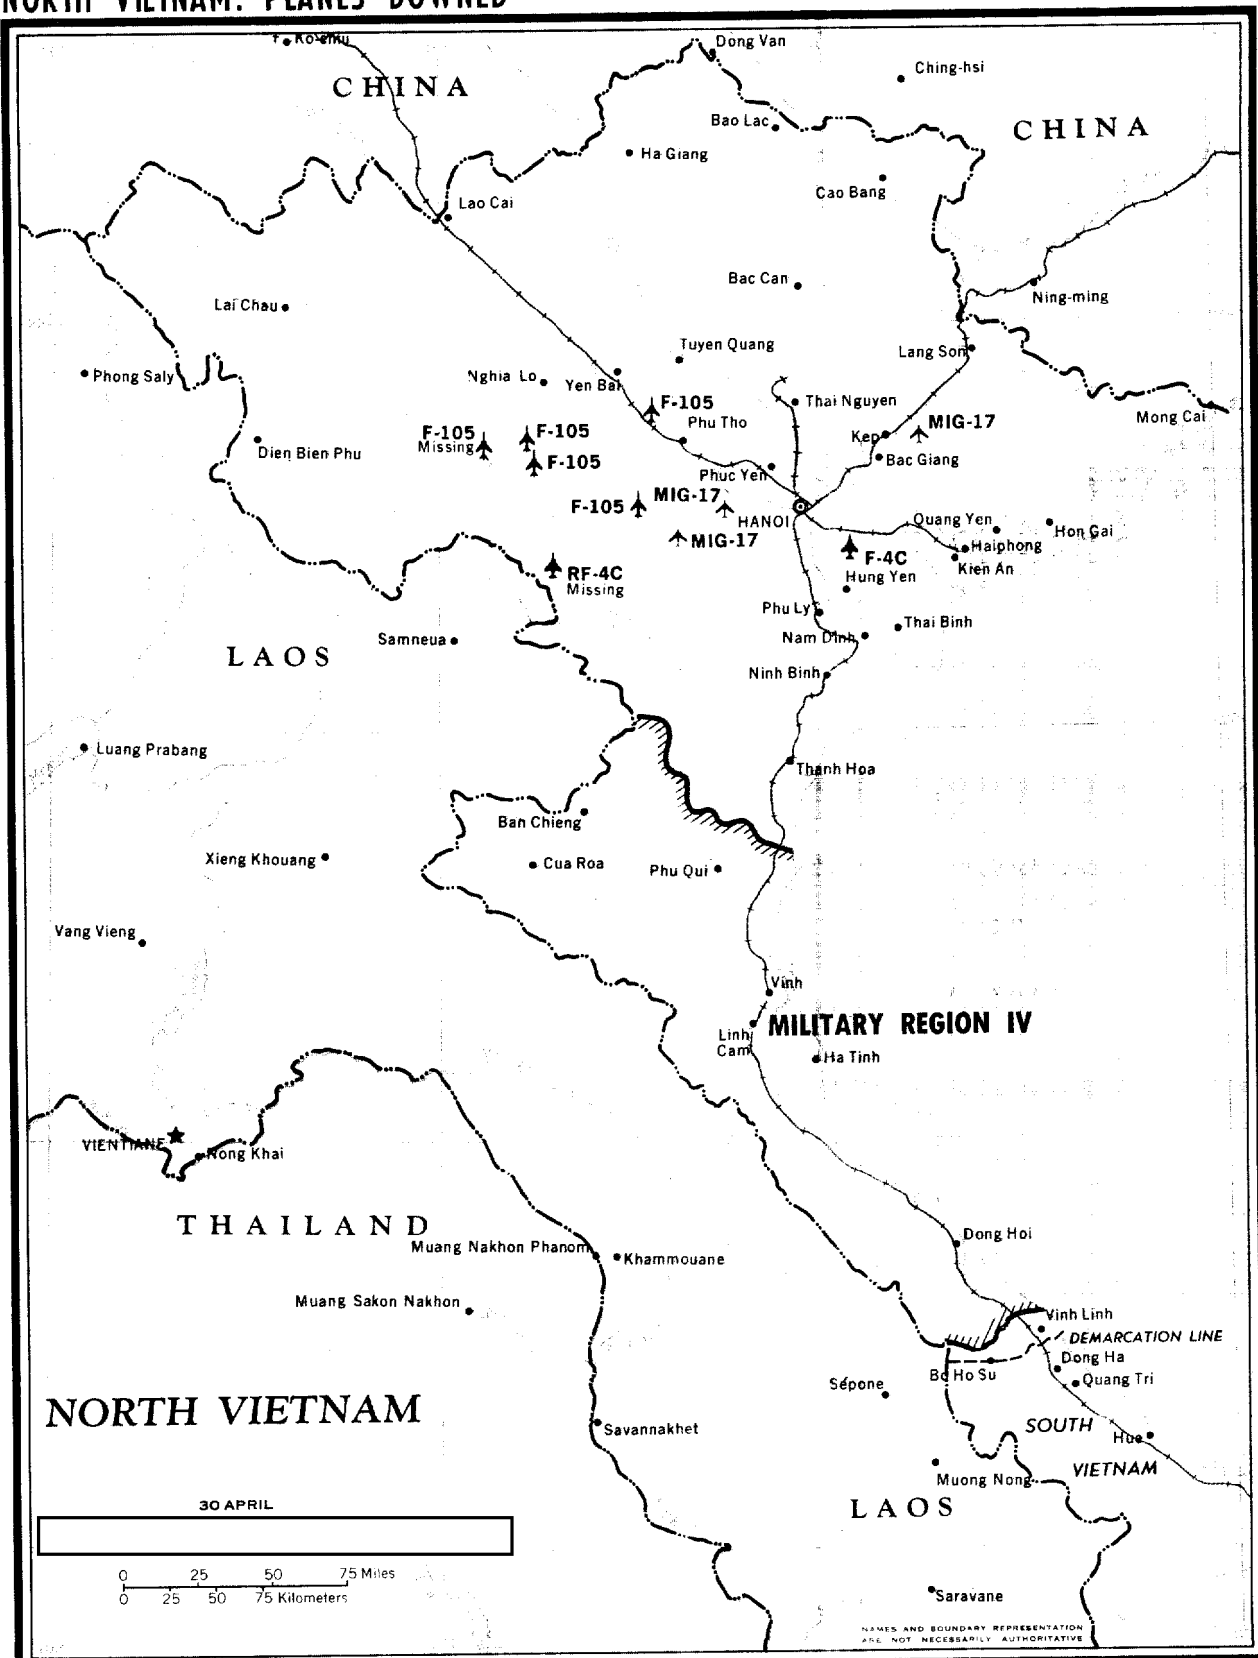 NORTH VIETNAM: PLANES DOWNED
Ko-chiu
Dong Van
CHINA
Ching-hsi
Bao Lac
CHINA
Ha Giang
Cao Bang
Lao Cai
Bac Can
Ning-ming
Lai Chau
Tuyen Quang
Lang Son
Phong Saly
Nghia Lo
Yen Bai
F-105
Thai Nguyen
Mong Cai
Phu Tho
MIG-17
F-105
Missing
F-105
Kep
Dien Bien Phu
F-105
Bac Giang
Phuc Yen
F-105
MIG-17
HANOI
Quang Yen
Hon Gai
MIG-17
Haiphong
F-4C
Kien An
RF-4C
Missing
Hung Yen
Phu Ly
Thai Binh
Samneua
Nam Dinh
LAOS
Ninh Binh
Luang Prabang
Thanh Hoa
Ban Chieng
Xieng Khouang
Cua Roa
Phu Qui
Vang Vieng
Vinh
MILITARY REGION IV
Linh
Cam
Ha Tinh
VIENTIANE
Nong Khai
THAILAND
Dong Hoi
Muang Nakhon Phanom
Khammouane
Muang Sakon Nakhon
Vinh Linh
DEMARCATION LINE
Dong Ha
Bo Ho Su
Sépone
Quang Tri
NORTH VIETNAM
Savannakhet
SOUTH
VIETNAM
Hue
Muong Nong
LAOS
30 APRIL
0 25 50 75 Miles
0 25 50 75 Kilometers
Saravane
NAMES AND BOUNDARY REPRESENTATION
ARE NOT NECESSARILY AUTHORITATIVE